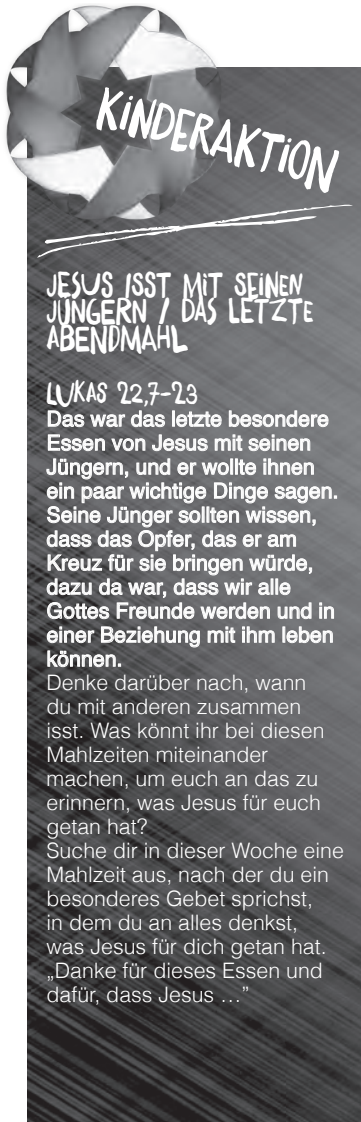 KINDERAKTION
JESUS ISST MIT SEINEN
JÜNGERN / DAS LETZTE
ABENDMAHL
LUKAS 22,7-23
Das war das letzte besondere
Essen von Jesus mit seinen
Jüngern, und er wollte ihnen
ein paar wichtige Dinge sagen.
Seine Jünger sollten wissen,
dass das Opfer, das er am
Kreuz für sie bringen würde,
dazu da war, dass wir alle
Gottes Freunde werden und in
einer Beziehung mit ihm leben
können.
Denke darüber nach, wann
du mit anderen zusammen
isst. Was könnt ihr bei diesen
Mahlzeiten miteinander
machen, um euch an das zu
erinnern, was Jesus für euch
getan hat?
Suche dir in dieser Woche eine
Mahlzeit aus, nach der du ein
besonderes Gebet sprichst,
in dem du an alles denkst,
was Jesus für dich getan hat.
„Danke für dieses Essen und
dafür, dass Jesus …”